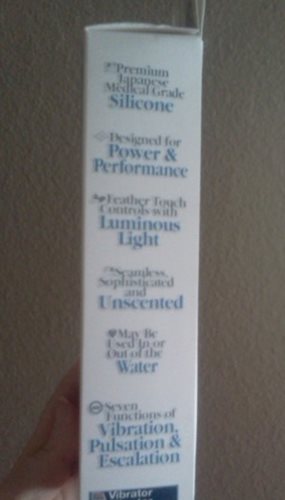 Premium
Japanese
Medical Grade
Silicone
Designed for
Power &
Performance
Feather Touch
Controls with
Luminous
Light
Seamless,
Sophisticated
and
Unscented
May Be
Used In or
Out of the
Water
Seven
Functions of
Vibration,
Pulsation &
Escalation
Vibrator